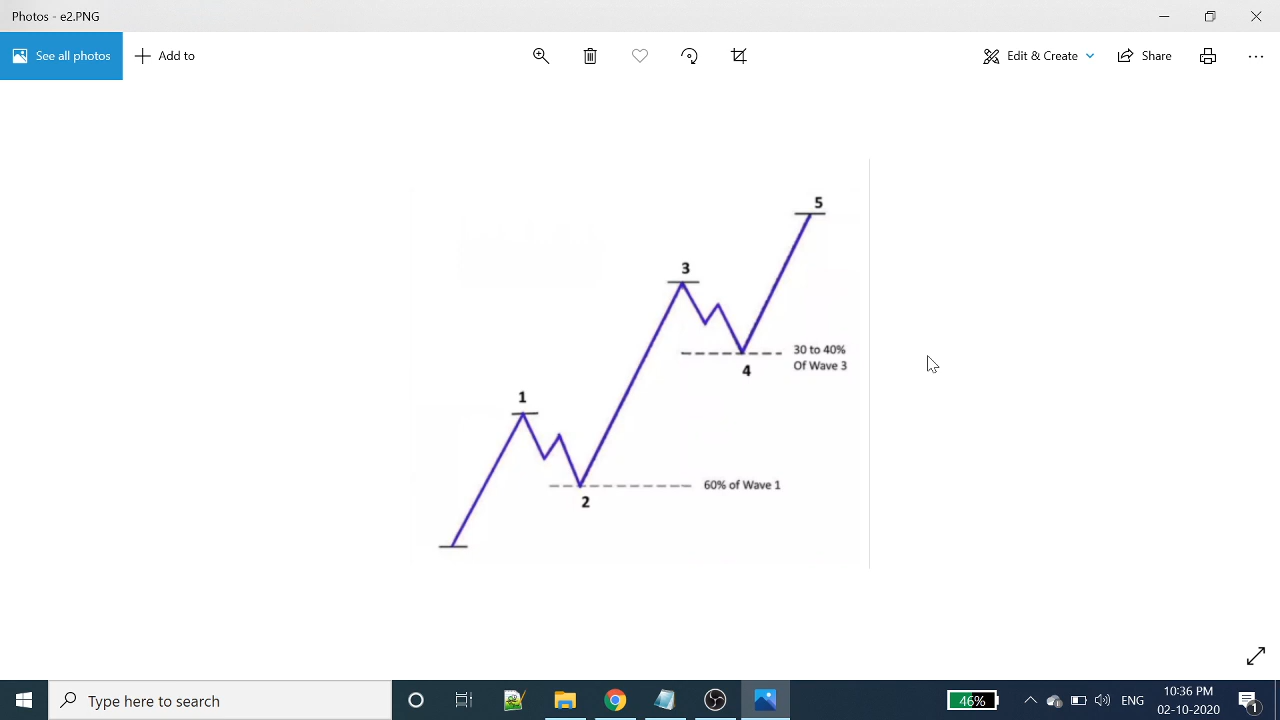 Photos - e2.PNG
See all photos
Add to
Edit & Create
Share
5
3
30 to 40%
Of Wave 3
4
1
60% of Wave 1
2
Type here to search
46%
ENG
10:36 PM
02-10-2020
1